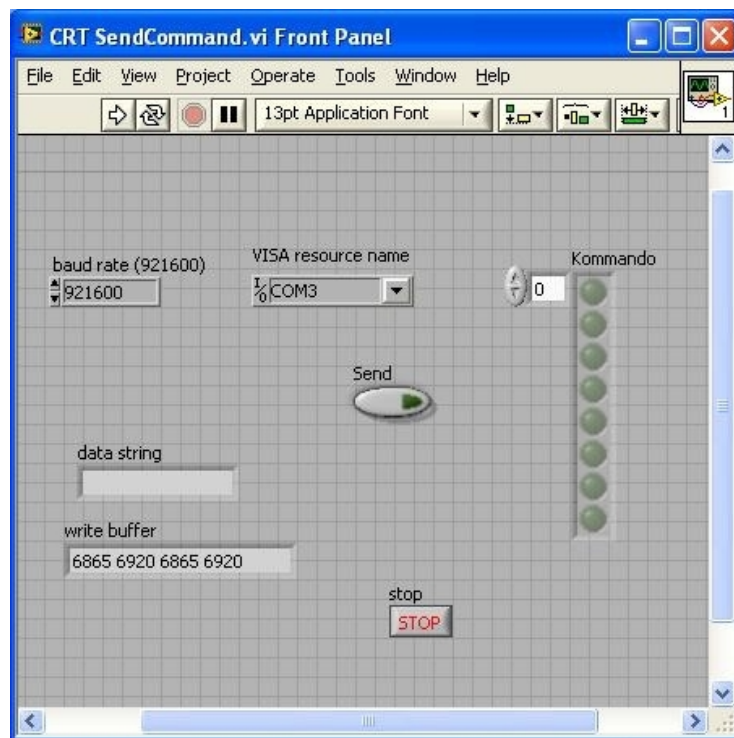 CRT SendCommand.vi Front Panel
File Edit View Project Operate Tools Window Help
13pt Application Font
1
baud rate (921600)
921600
VISA resource name
I/O COM3
0
Kommando
Send
data string
write buffer
6865 6920 6865 6920
stop
STOP